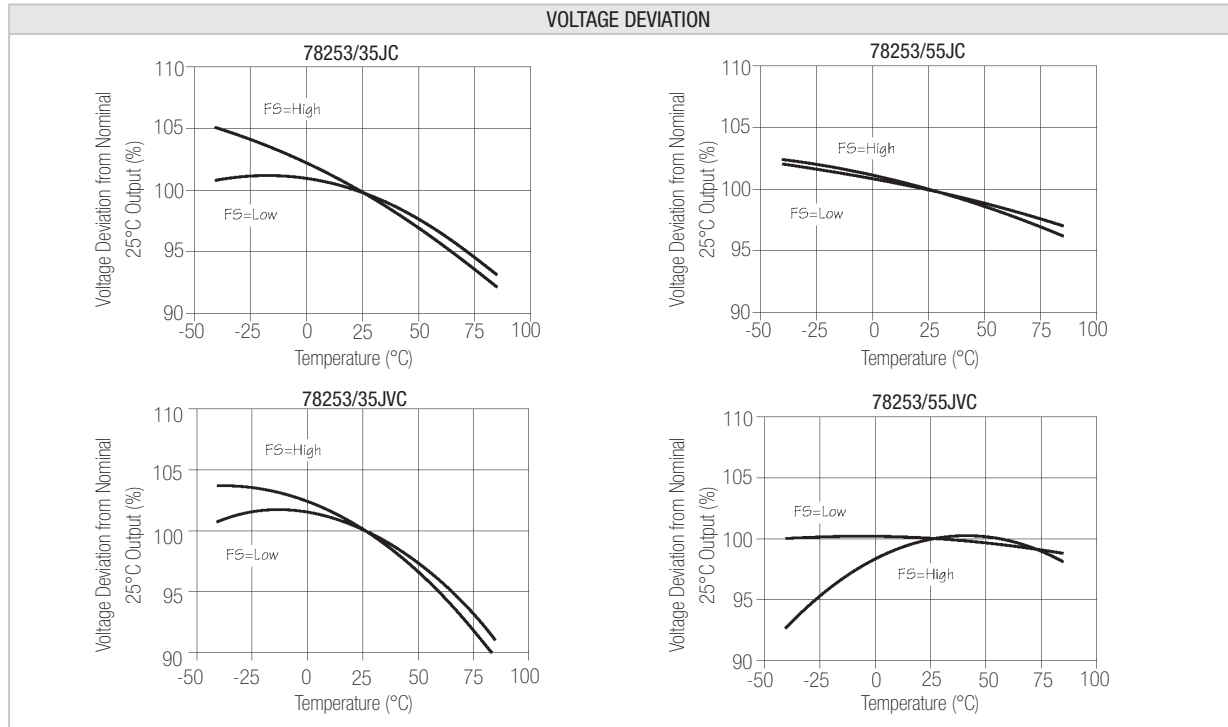 VOLTAGE DEVIATION
78253/35JC
110
105
100
95
90
FS=High
FS=Low
-50 -25 0 25 50 75 100
Temperature (°C)
Voltage Deviation from Nominal
25°C Output (%)
78253/55JC
110
105
100
95
90
FS=High
FS=Low
-50 -25 0 25 50 75 100
Temperature (°C)
Voltage Deviation from Nominal
25°C Output (%)
78253/35JVC
110
105
100
95
90
FS=High
FS=Low
-50 -25 0 25 50 75 100
Temperature (°C)
Voltage Deviation from Nominal
25°C Output (%)
78253/55JVC
110
105
100
95
90
FS=Low
FS=High
-50 -25 0 25 50 75 100
Temperature (°C)
Voltage Deviation from Nominal
25°C Output (%)